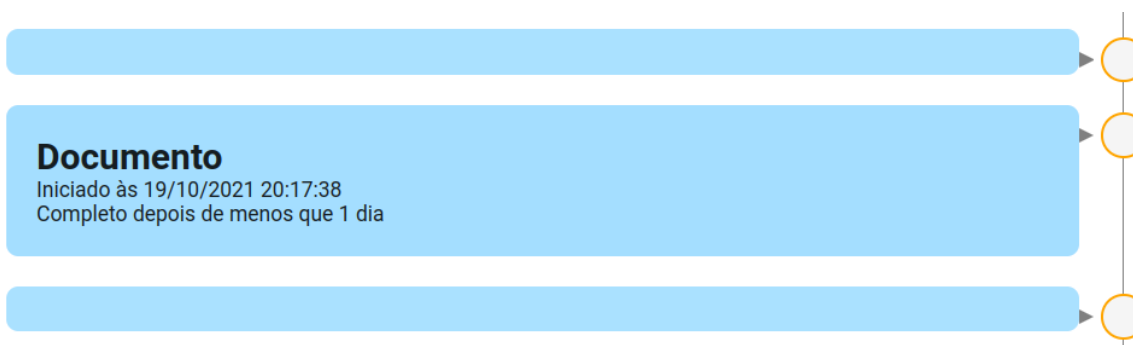 Documento
Iniciado às 19/10/2021 20:17:38
Completo depois de menos que 1 dia